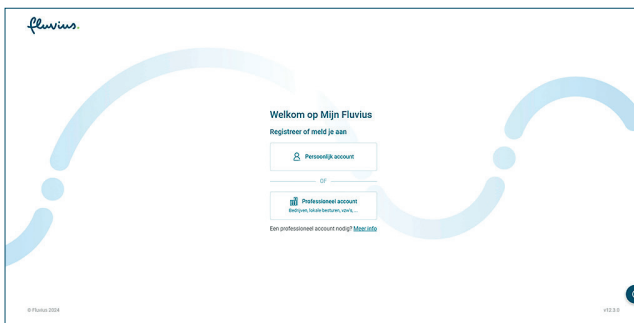 fluvius.
Welkom op Mijn Fluvius
Registreer of meld je aan
Persoonlijk account
OF
Professioneel account
Bedrijven, lokale besturen, vzw's, ...
Een professioneel account nodig? Meer info
© Fluvius 2024
v12.5.0